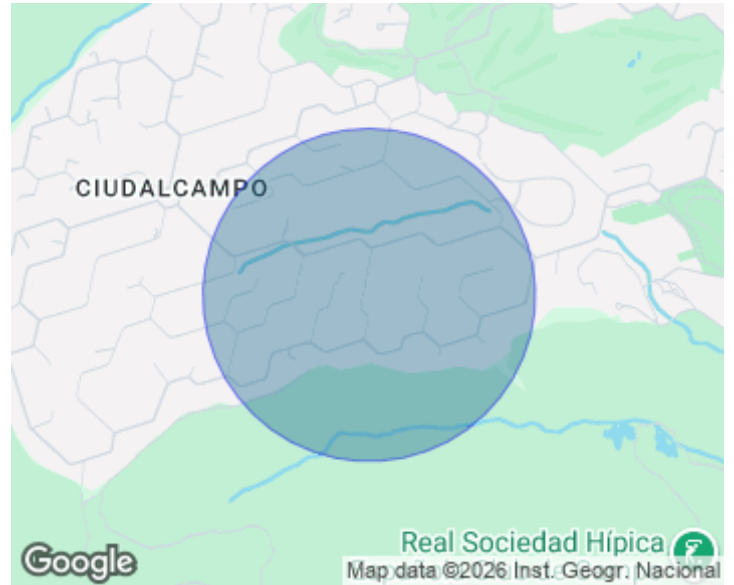 CIUDALCAMPO
Real Sociedad Hípica
Google
Map data ©2026 Inst. Geogr. Nacional